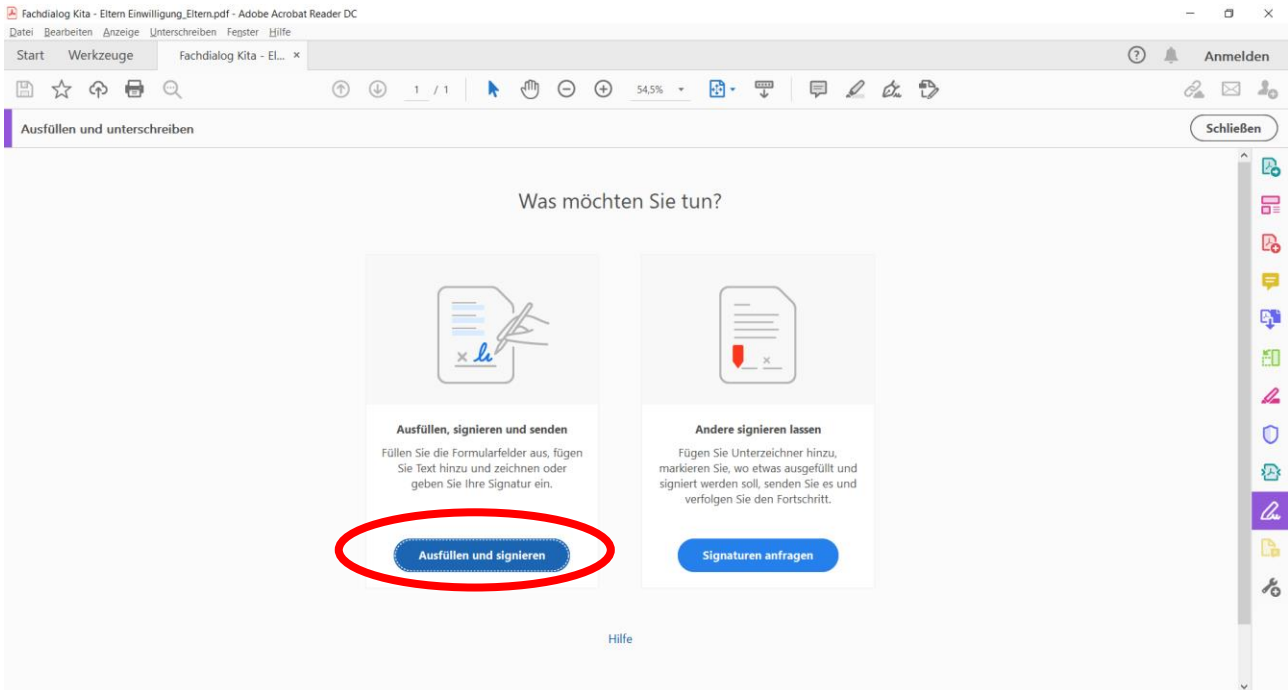 Fachdialog Kita - Eltern Einwilligung_Eltern.pdf - Adobe Acrobat Reader DC
Datei Bearbeiten Anzeige Unterschreiben Fenster Hilfe
Start Werkzeuge Fachdialog Kita - El... × Anmelden
1 / 1 54,5%
Ausfüllen und unterschreiben Schließen
Was möchten Sie tun?
Ausfüllen, signieren und senden
Füllen Sie die Formularfelder aus, fügen
Sie Text hinzu und zeichnen oder
geben Sie Ihre Signatur ein.
Ausfüllen und signieren
Andere signieren lassen
Fügen Sie Unterzeichner hinzu,
markieren Sie, wo etwas ausgefüllt und
signiert werden soll, senden Sie es und
verfolgen Sie den Fortschritt.
Signaturen anfragen
Hilfe